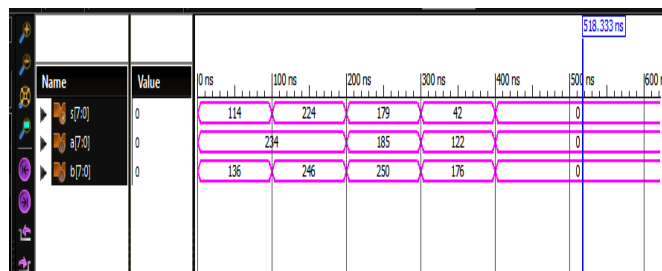 518.333 ns
Name Value 0 ns 100 ns 200 ns 300 ns 400 ns 500 ns 600 n
s[7:0] 0 114 224 179 42 0
a[7:0] 0 234 185 122 0
b[7:0] 0 136 246 250 176 0